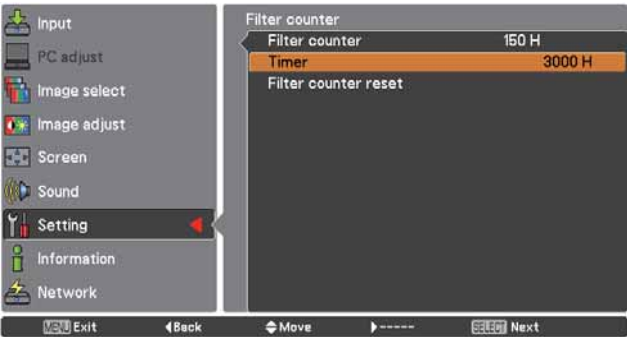 Input
PC adjust
Image select
Image adjust
Screen
Sound
Setting
Information
Network
Filter counter
Filter counter 150 H
Timer 3000 H
Filter counter reset
MENU Exit Back Move ----- SELECT Next